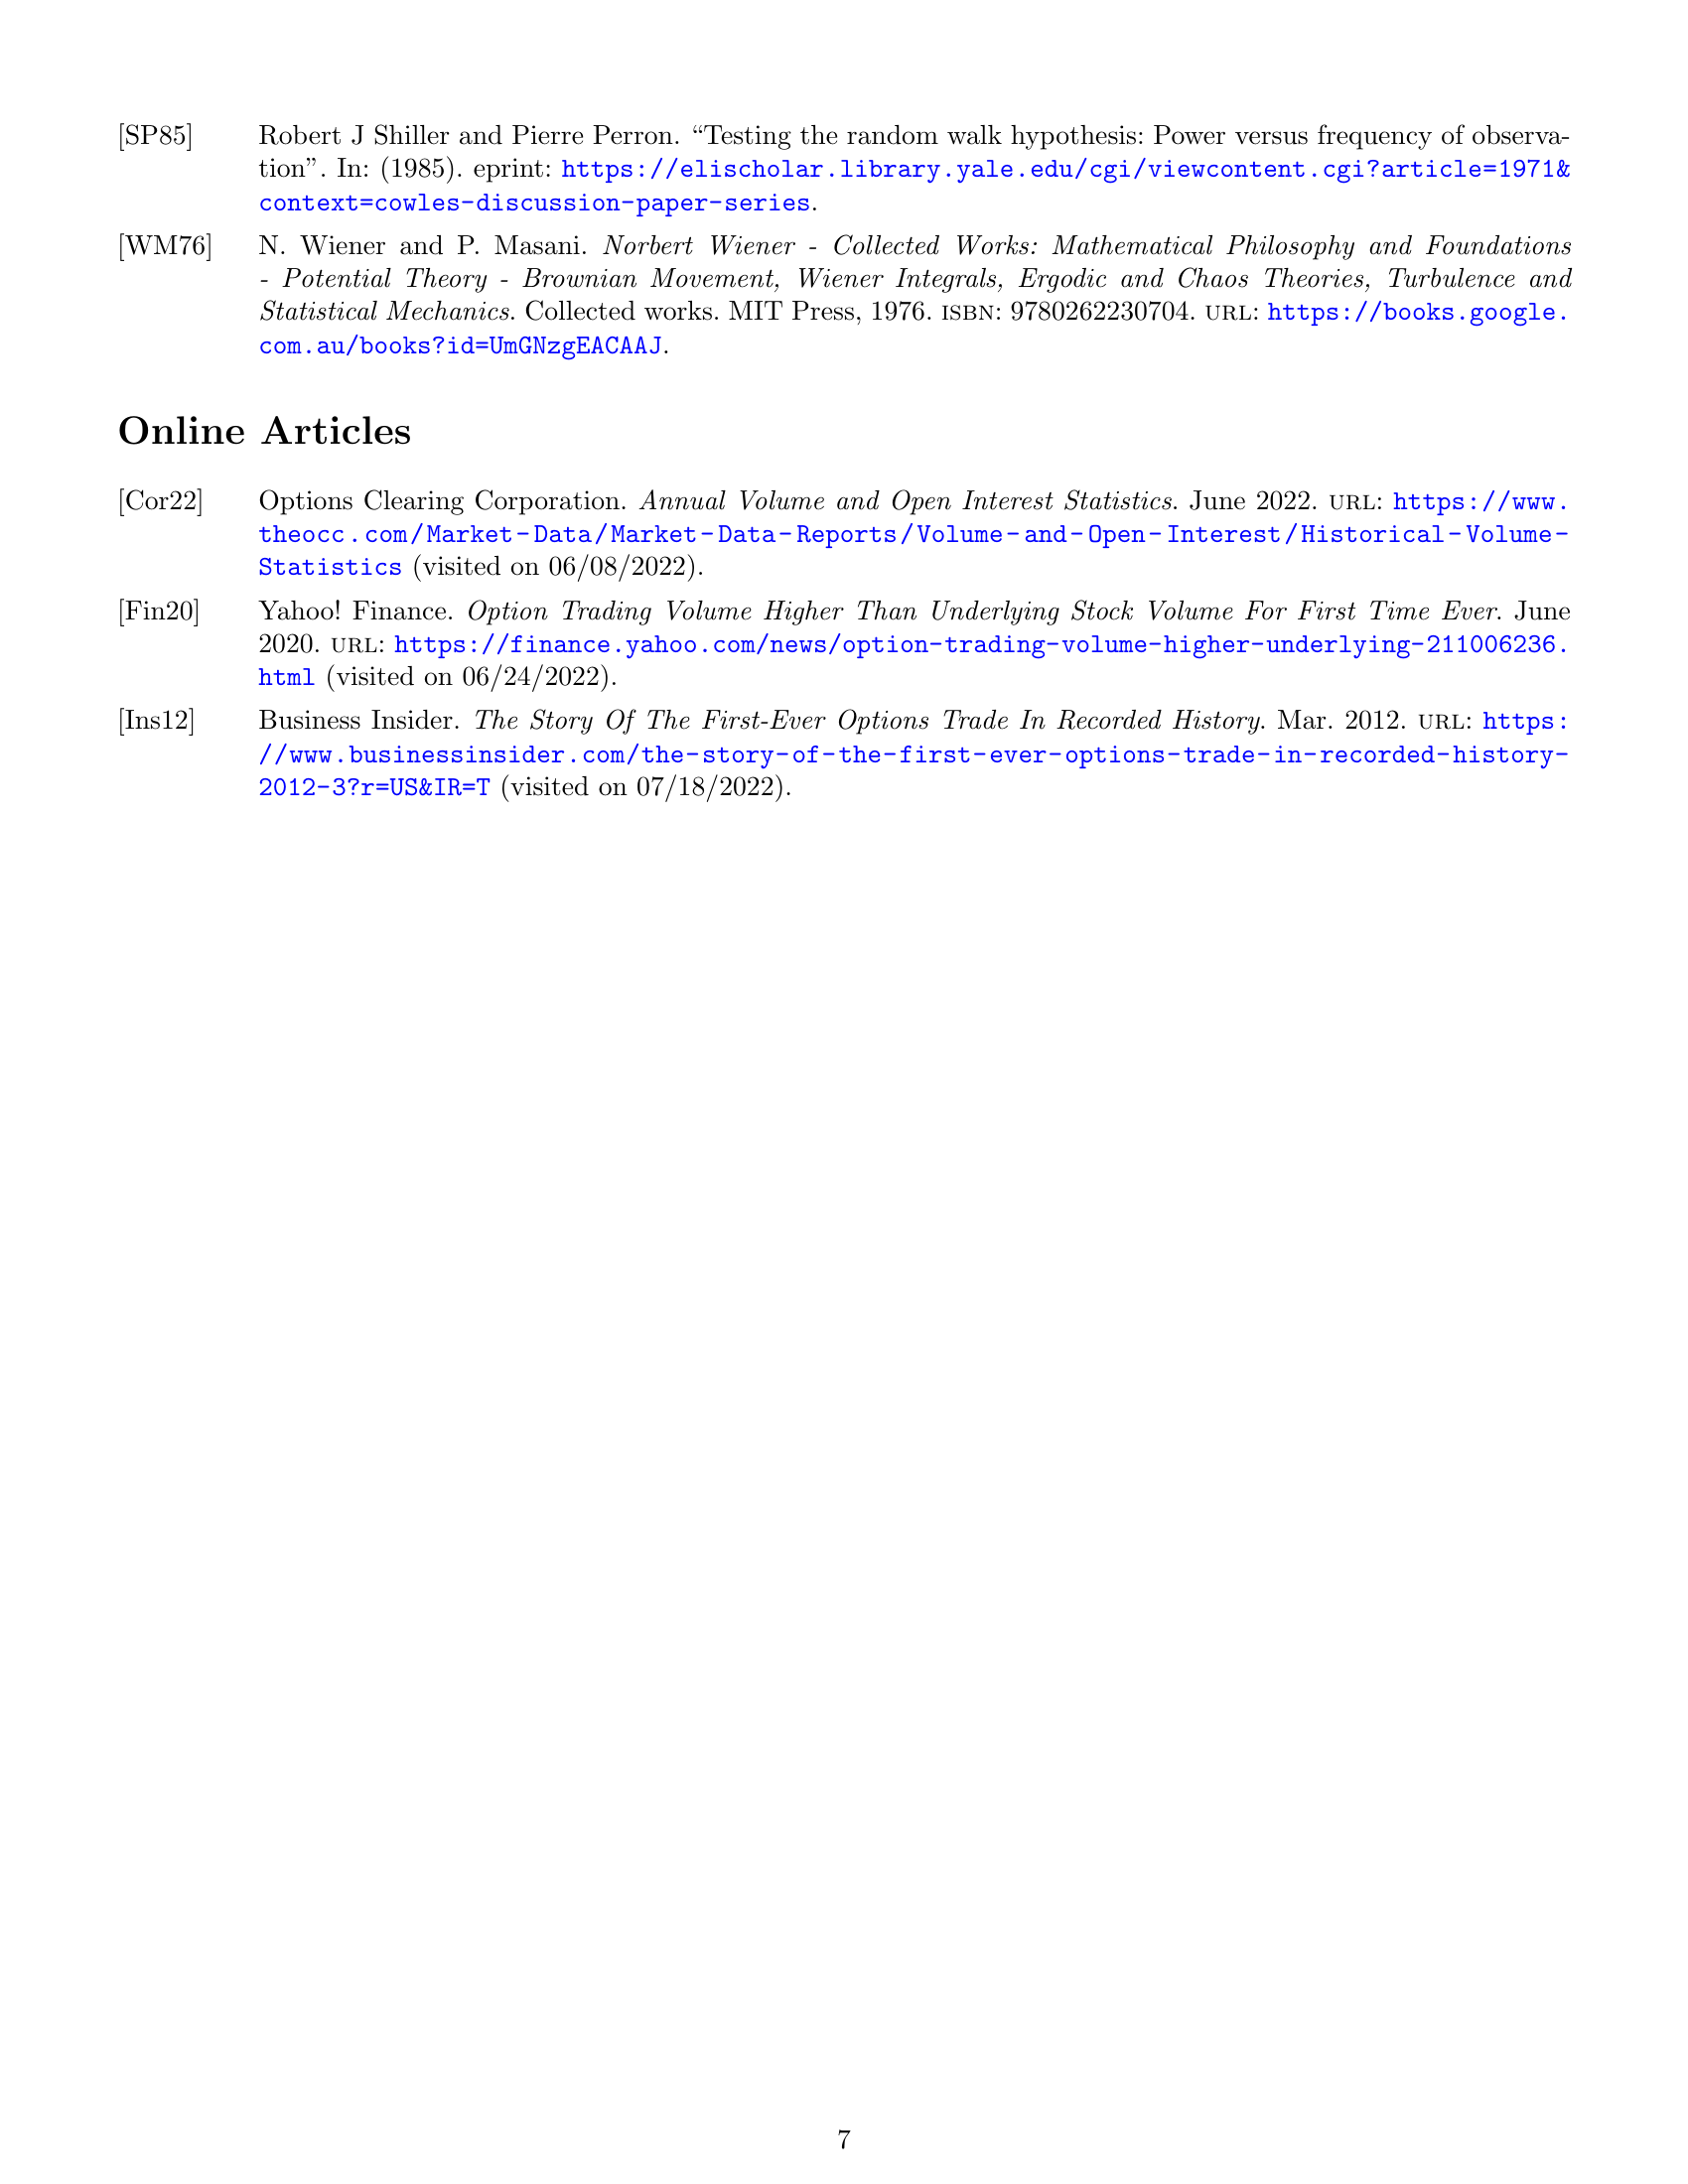 [SP85] Robert J Shiller and Pierre Perron. “Testing the random walk hypothesis: Power versus frequency of observa-
tion”. In: (1985). eprint: https://elischolar.library.yale.edu/cgi/viewcontent.cgi?article=1971&
context=cowles-discussion-paper-series.
[WM76] N. Wiener and P. Masani. Norbert Wiener - Collected Works: Mathematical Philosophy and Foundations
- Potential Theory - Brownian Movement, Wiener Integrals, Ergodic and Chaos Theories, Turbulence and
Statistical Mechanics. Collected works. MIT Press, 1976. ISBN: 9780262230704. URL: https://books.google.
com.au/books?id=UmGNzgEACAAJ.
Online Articles
[Cor22] Options Clearing Corporation. Annual Volume and Open Interest Statistics. June 2022. URL: https://www.
theocc.com/Market-Data/Market-Data-Reports/Volume-and-Open-Interest/Historical-Volume-
Statistics (visited on 06/08/2022).
[Fin20] Yahoo! Finance. Option Trading Volume Higher Than Underlying Stock Volume For First Time Ever. June
2020. URL: https://finance.yahoo.com/news/option-trading-volume-higher-underlying-211006236.
html (visited on 06/24/2022).
[Ins12] Business Insider. The Story Of The First-Ever Options Trade In Recorded History. Mar. 2012. URL: https:
//www.businessinsider.com/the-story-of-the-first-ever-options-trade-in-recorded-history-
2012-3?r=US&IR=T (visited on 07/18/2022).
7